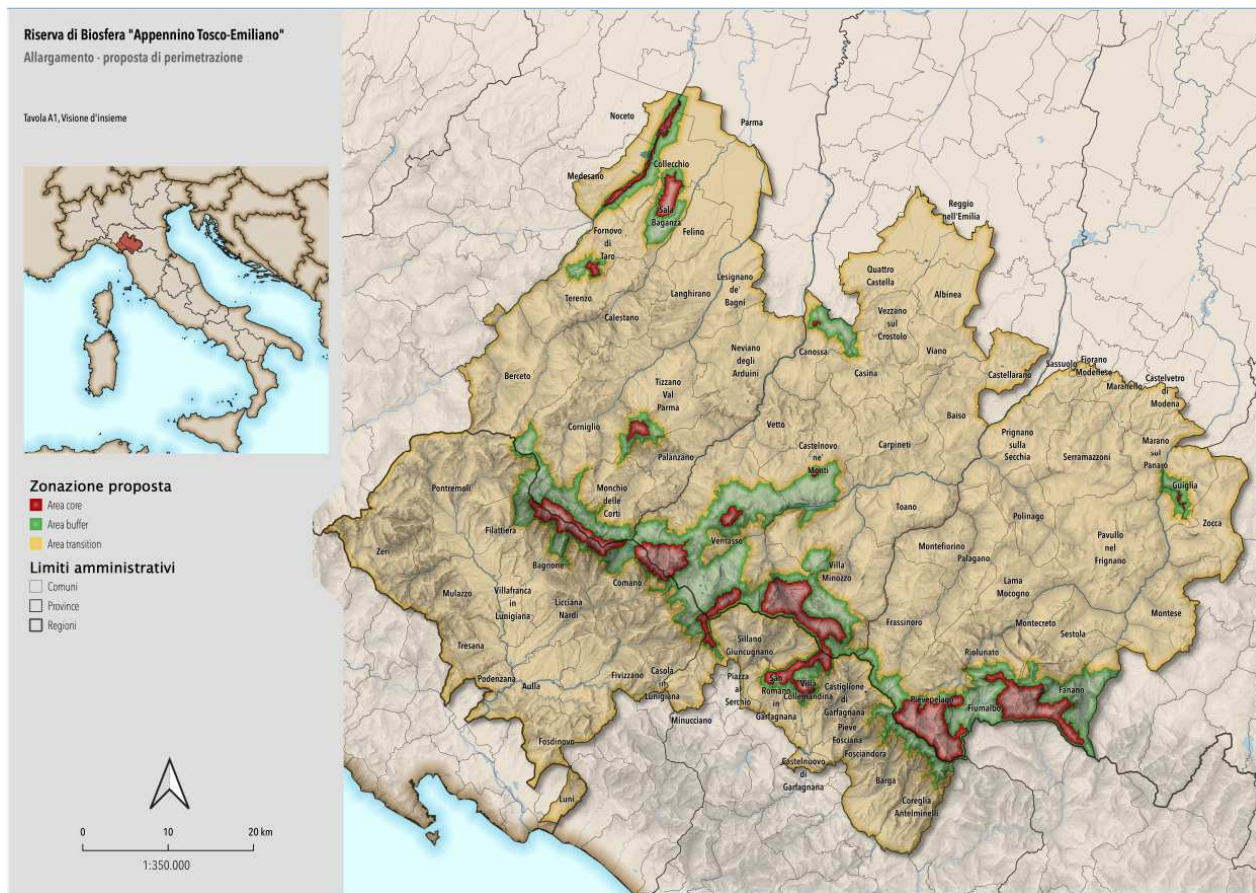 Riserva di Biosfera "Appennino Tosco-Emiliano"
Allargamento - proposta di perimetrazione
Tavola A1, Visione d'insieme
Zonazione proposta
Area core
Area buffer
Area transition
Limiti amministrativi
Comuni
Province
Regioni
0
10
20 km
1:350.000
Noceto
Parma
Collecchio
Medesano
Sala
Baganza
Felino
Fornovo
di
Taro
Terenzo
Langhirano
Lesignano
de'
Bagni
Calestano
Reggio
nell'Emilia
Quattro
Castella
Albinea
Vezzano
sul
Crostolo
Viano
Canossa
Casina
Neviano
degli
Arduini
Castellarano
Sassuolo
Fiorano
Modenese
Maranello
Castelvetro
di
Modena
Berceto
Tizzano
Val
Parma
Baiso
Corniglio
Vetto
Palanzano
Castelnovo
ne'
Monti
Carpineti
Prignano
sulla
Secchia
Serramazzoni
Marano
sul
Panaro
Guiglia
Zocca
Pontremoli
Monchio
delle
Corti
Filattiera
Ventasso
Toano
Polinago
Pavullo
nel
Frignano
Zeri
Bagnone
Comano
Villa
Minozzo
Montefiorino
Palagano
Mulazzo
Villafranca
in
Lunigiana
Licciana
Nardi
Lama
Mocogno
Montese
Frassinoro
Montecreto
Sestola
Tresana
Sillano
Giuncugnano
Riolunato
Podenzana
Aulla
Fivizzano
Casola
in
Lunigiana
Piazza
al
Serchio
San
Romano
in
Garfagnana
Villa
Collemandina
Castiglione
di
Garfagnana
Pievepelago
Fiumalbo
Fanano
Minucciano
Pieve
Fosciana
Fosciandora
Fosdinovo
Castelnuovo
di
Garfagnana
Barga
Luni
Coreglia
Antelminelli